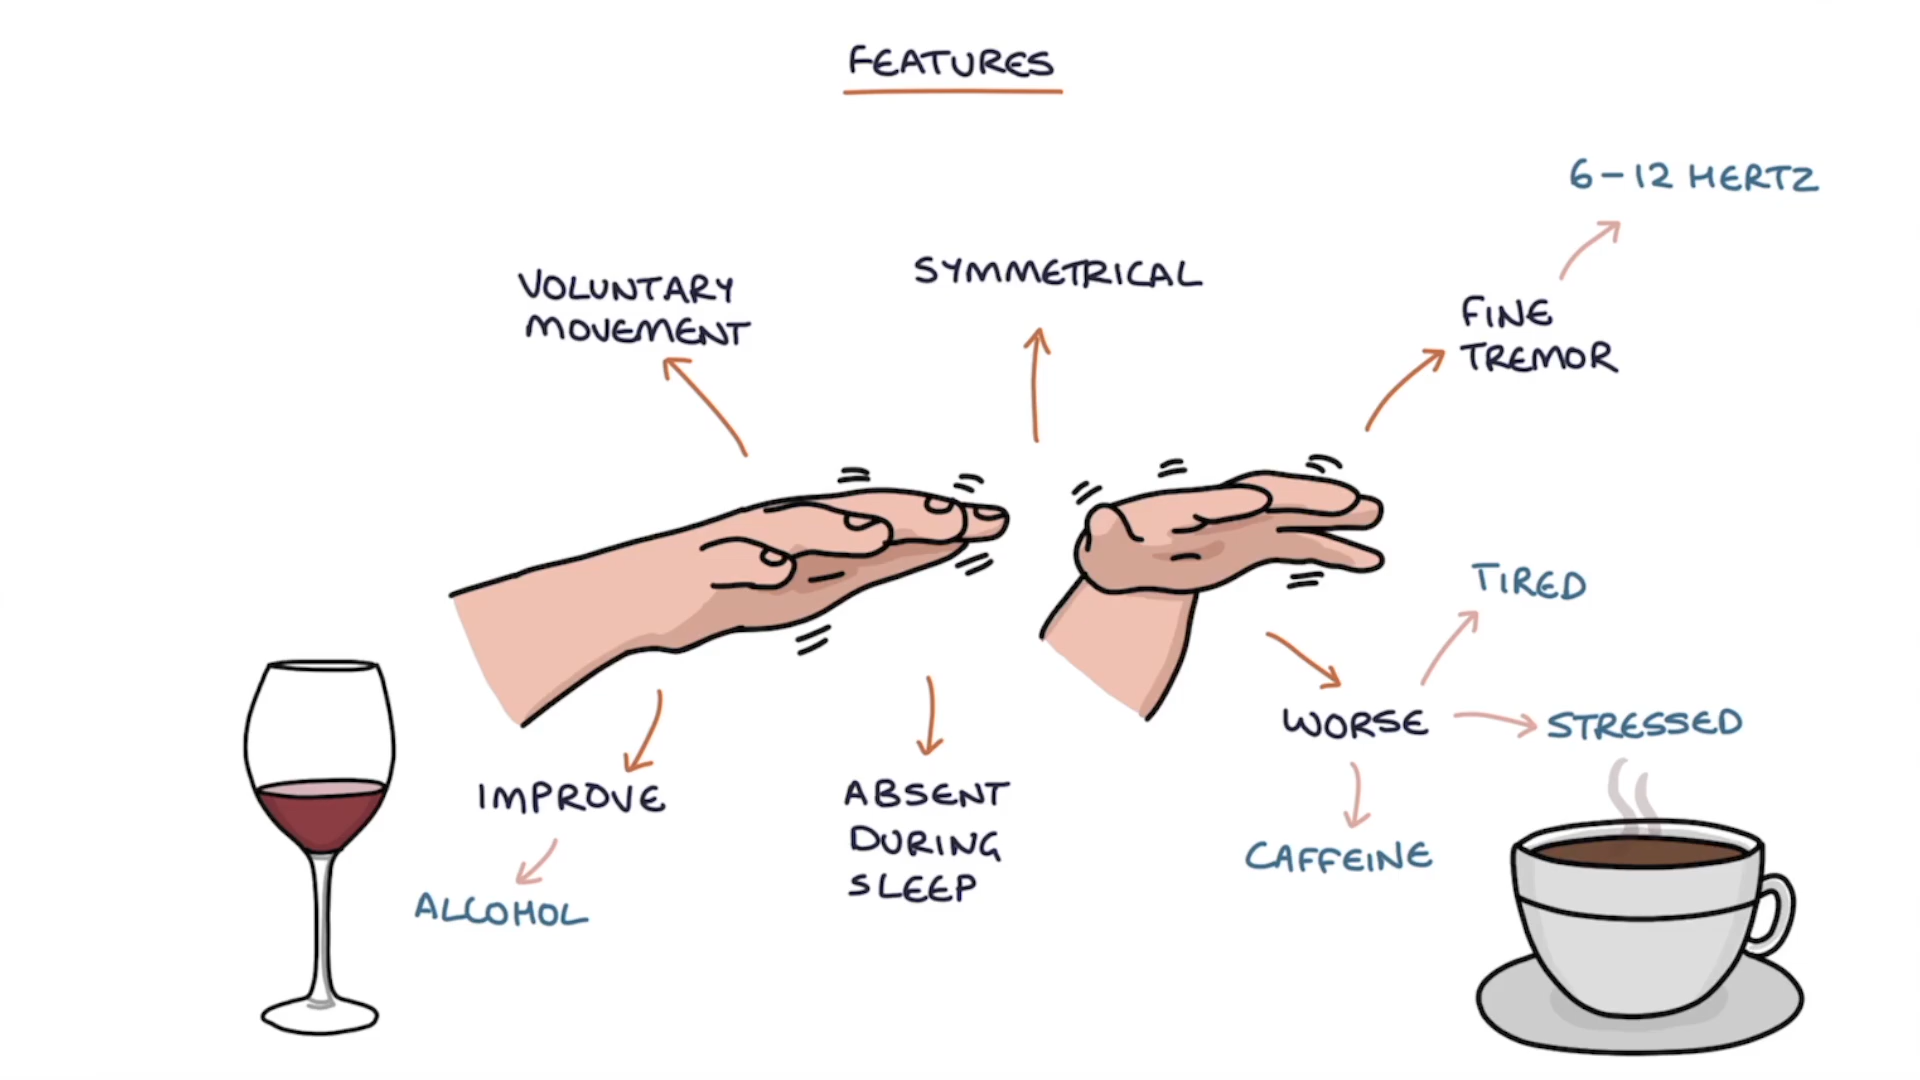 FEATURES
6-12 HERTZ
VOLUNTARY
MOVEMENT
SYMMETRICAL
FINE
TREMOR
TIRED
WORSE
STRESSED
CAFFEINE
IMPROVE
ALCOHOL
ABSENT
DURING
SLEEP